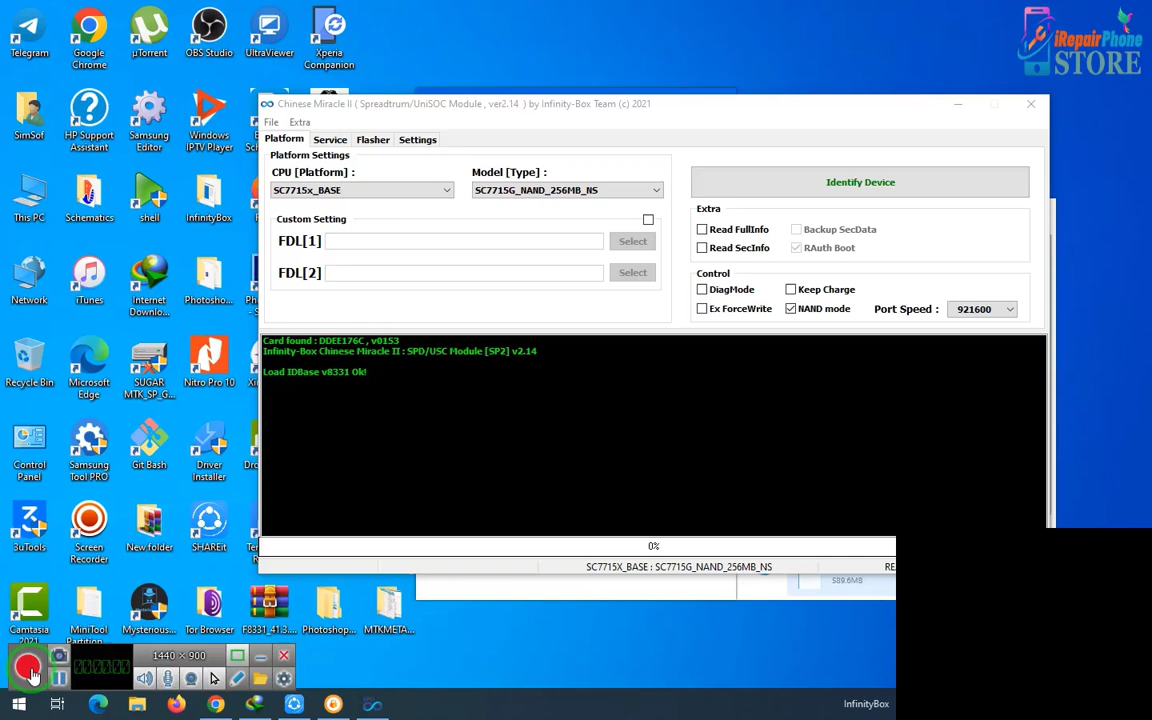 Telegram
Google
Chrome
µTorrent
OBS Studio
UltraViewer
Xperia
Companion
iRepairPhone
STORE
SimSof
HP Support
Assistant
Samsung
Editor
Windows
IPTV Player
This PC
Schematics
shell
InfinityBox
Network
iTunes
Internet
Downlo...
Photosho...
Recycle Bin
Microsoft
Edge
SUGAR
MTK_SP_G...
Nitro Pro 10
Control
Panel
Samsung
Tool PRO
Git Bash
Driver
Installer
3uTools
Screen
Recorder
New folder
SHAREit
Camtasia
2021
MiniTool
Partition
Mysterious...
Tor Browser
F8331_41.3....
Photoshop...
MTKMETA...
Chinese Miracle II ( Spreadtrum/UniSOC Module , ver2.14 ) by Infinity-Box Team (c) 2021
File Extra
Platform Service Flasher Settings
Platform Settings
CPU [Platform] :
Model [Type] :
SC7715x_BASE
SC7715G_NAND_256MB_NS
Custom Setting
FDL[1]
Select
FDL[2]
Select
Identify Device
Extra
Read FullInfo
Backup SecData
Read SecInfo
RAuth Boot
Control
DiagMode
Keep Charge
Ex ForceWrite
NAND mode
Port Speed :
921600
Card found : DDEE176C , v0153
Infinity-Box Chinese Miracle II : SPD/USC Module [SP2] v2.14
Load IDBase v8331 Ok!
0%
SC7715X_BASE : SC7715G_NAND_256MB_NS
589.6MB
1440 × 900
InfinityBox